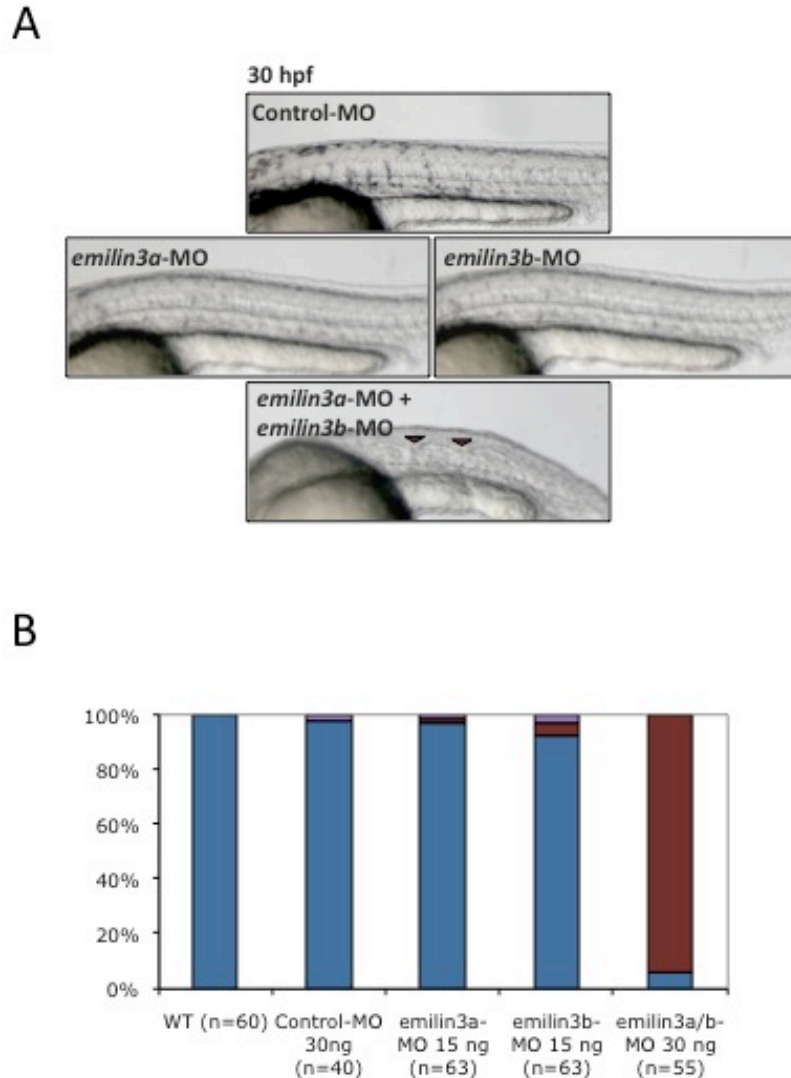 A
30 hpf
Control-MO
emilin3a-MO
emilin3b-MO
emilin3a-MO +
emilin3b-MO
B
100%
80%
60%
40%
20%
0%
WT (n=60)
Control-MO
30ng
(n=40)
emilin3a-
MO 15 ng
(n=63)
emilin3b-
MO 15 ng
(n=63)
emilin3a/b-
MO 30 ng
(n=55)